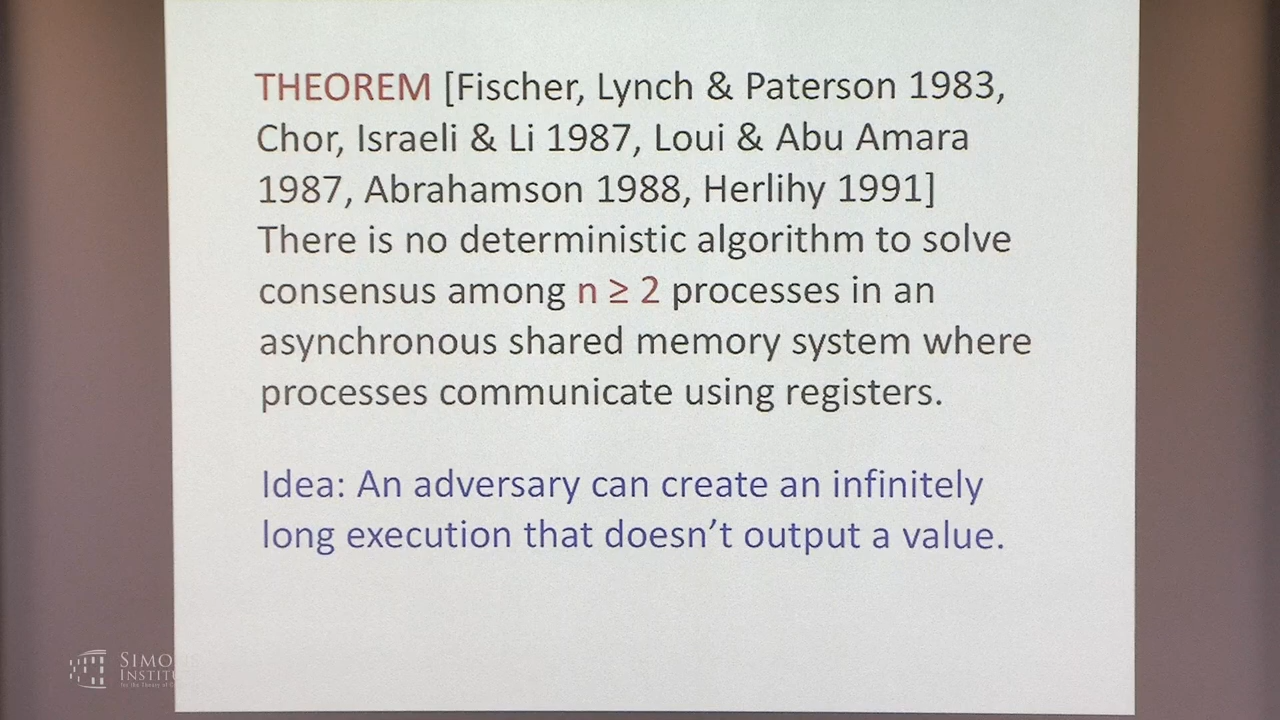 THEOREM [Fischer, Lynch & Paterson 1983,
Chor, Israeli & Li 1987, Loui & Abu Amara
1987, Abrahamson 1988, Herlihy 1991]
There is no deterministic algorithm to solve
consensus among n ≥ 2 processes in an
asynchronous shared memory system where
processes communicate using registers.
Idea: An adversary can create an infinitely
long execution that doesn't output a value.